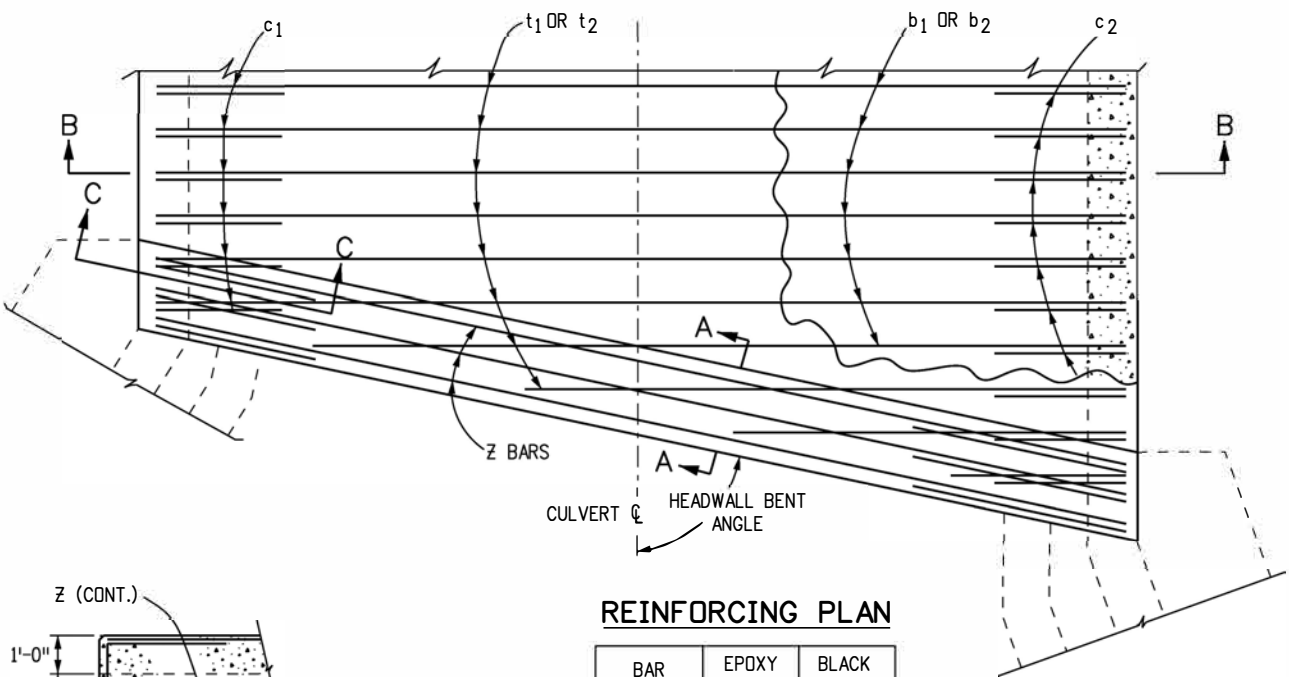 c1
t1 OR t2
b1 OR b2
c2
B
B
C
C
A
Z BARS
A
CULVERT ℄
HEADWALL BENT
ANGLE
Z (CONT.)
1'-0"
REINFORCING PLAN
BAR
EPOXY
BLACK